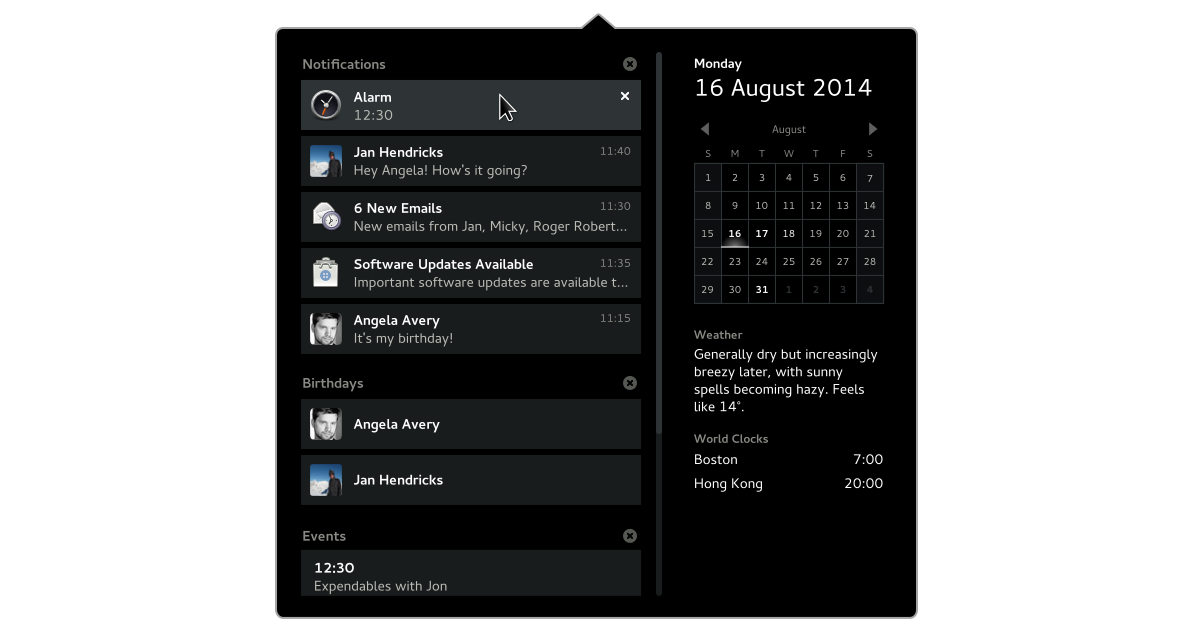 Notifications
Alarm
12:30
Jan Hendricks 11:40
Hey Angela! How's it going?
6 New Emails 11:30
New emails from Jan, Micky, Roger Robert...
Software Updates Available 11:35
Important software updates are available t...
Angela Avery 11:15
It's my birthday!
Birthdays
Angela Avery
Jan Hendricks
Events
12:30
Expendables with Jon
Monday
16 August 2014
August
S M T W T F S
1 2 3 4 5 6 7
8 9 10 11 12 13 14
15 16 17 18 19 20 21
22 23 24 25 26 27 28
29 30 31 1 2 3 4
Weather
Generally dry but increasingly
breezy later, with sunny
spells becoming hazy. Feels
like 14°.
World Clocks
Boston 7:00
Hong Kong 20:00